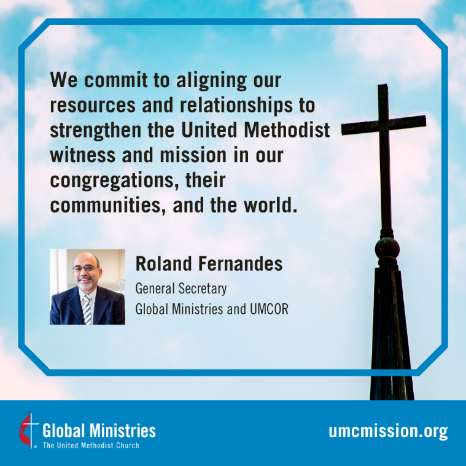 We commit to aligning our
resources and relationships to
strengthen the United Methodist
witness and mission in our
congregations, their
communities, and the world.
Roland Fernandes
General Secretary
Global Ministries and UMCOR
Global Ministries
The United Methodist Church
umcmission.org